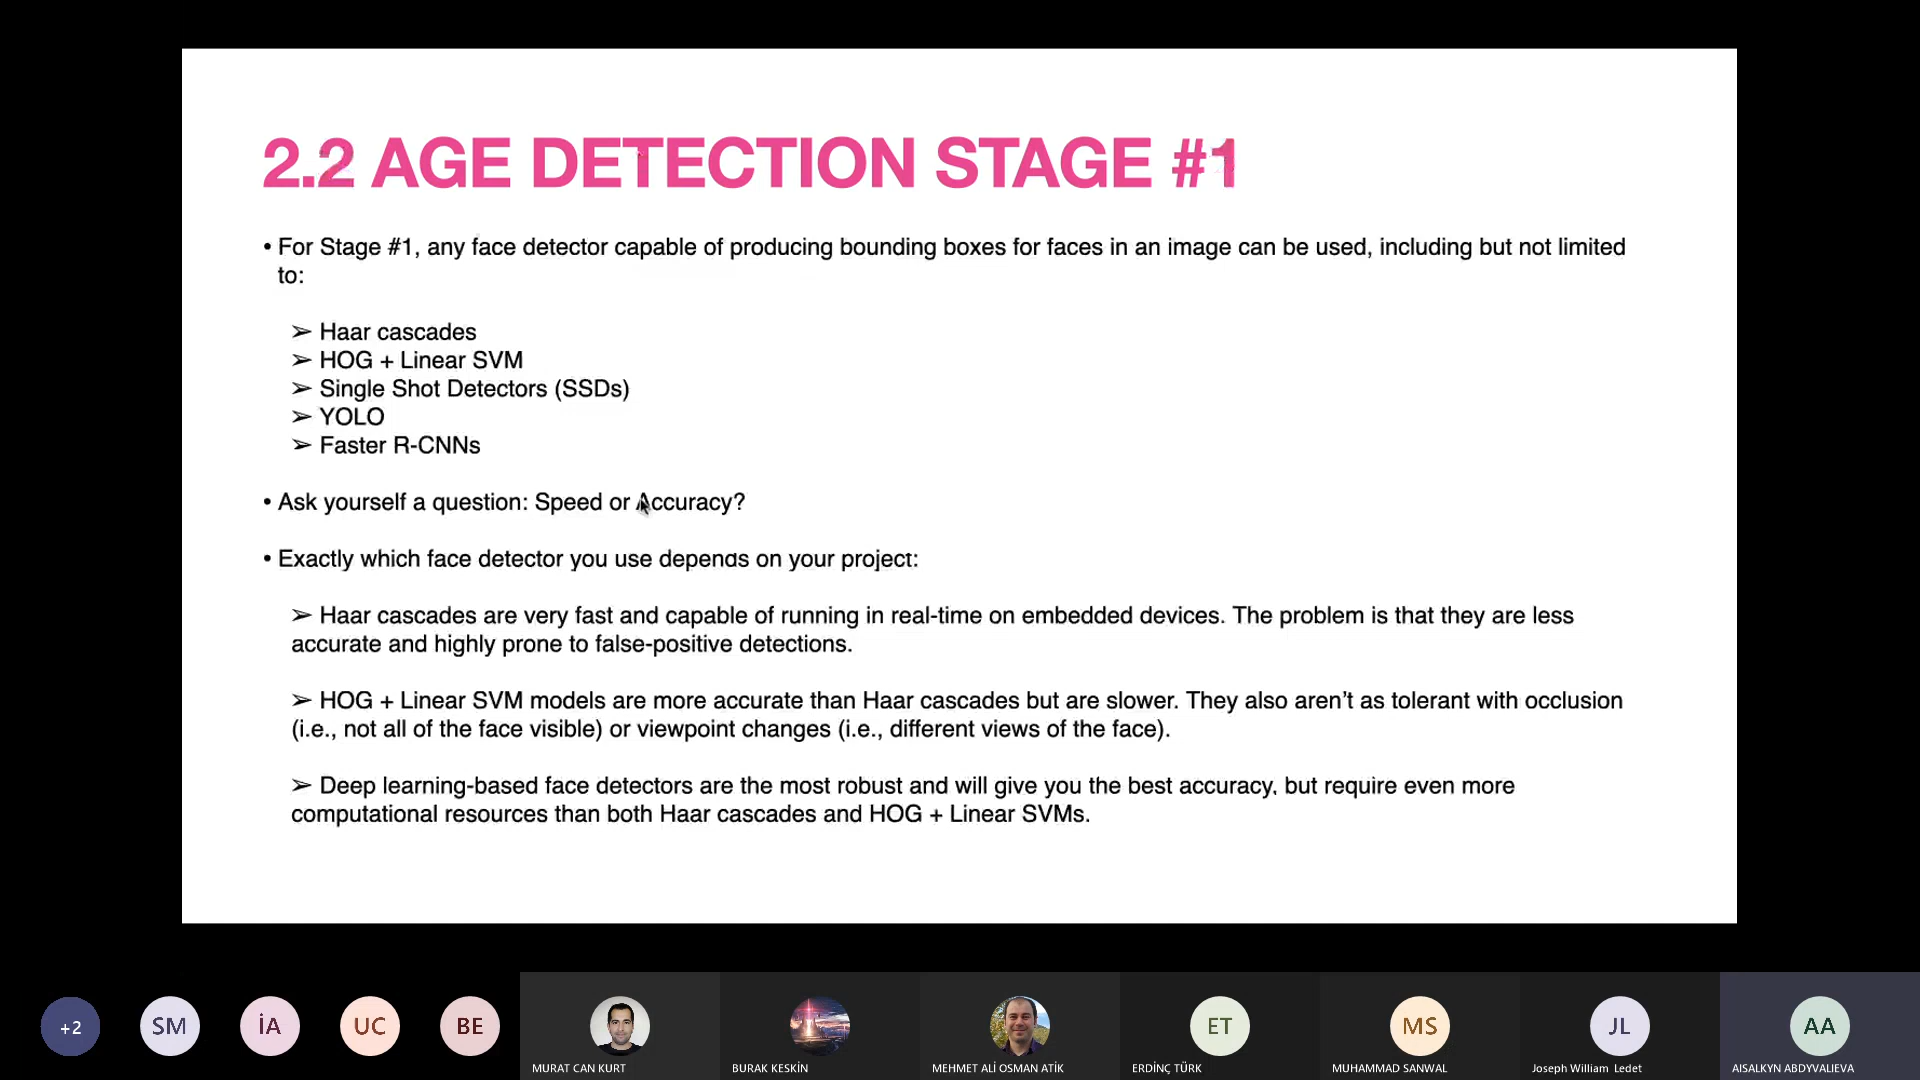 2.2 AGE DETECTION STAGE #1
• For Stage #1, any face detector capable of producing bounding boxes for faces in an image can be used, including but not limited
to:
➢ Haar cascades
➢ HOG + Linear SVM
➢ Single Shot Detectors (SSDs)
➢ YOLO
➢ Faster R-CNNs
• Ask yourself a question: Speed or Accuracy?
• Exactly which face detector you use depends on your project:
➢ Haar cascades are very fast and capable of running in real-time on embedded devices. The problem is that they are less
accurate and highly prone to false-positive detections.
➢ HOG + Linear SVM models are more accurate than Haar cascades but are slower. They also aren’t as tolerant with occlusion
(i.e., not all of the face visible) or viewpoint changes (i.e., different views of the face).
➢ Deep learning-based face detectors are the most robust and will give you the best accuracy, but require even more
computational resources than both Haar cascades and HOG + Linear SVMs.
+2 SM İA UC BE ET MS JL AA
MURAT CAN KURT BURAK KESKİN MEHMET ALİ OSMAN ATİK ERDİNÇ TÜRK MUHAMMAD SANWAL Joseph William Ledet AISALKYN ABDYVALIEVA